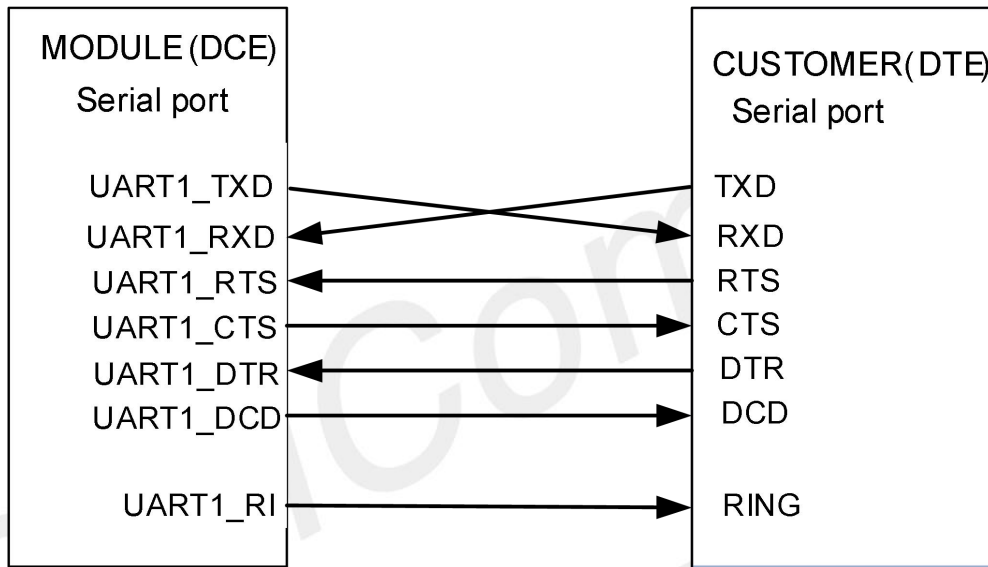 MODULE(DCE)
Serial port
UART1_TXD
UART1_RXD
UART1_RTS
UART1_CTS
UART1_DTR
UART1_DCD
UART1_RI
CUSTOMER(DTE)
Serial port
TXD
RXD
RTS
CTS
DTR
DCD
RING